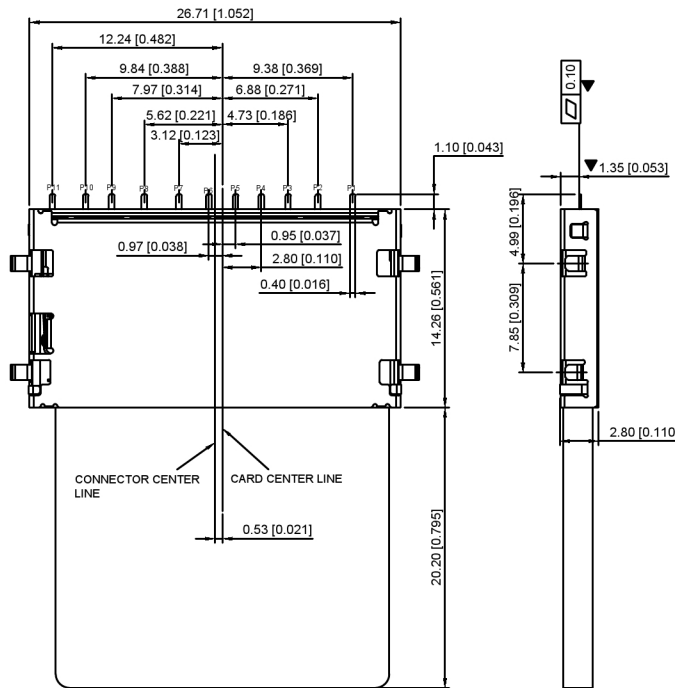 26.71 [1.052]
12.24 [0.482]
9.84 [0.388] 9.38 [0.369]
7.97 [0.314] 6.88 [0.271]
5.62 [0.221] 4.73 [0.186]
3.12 [0.123]
0.10
1.10 [0.043]
1.35 [0.053]
P11 P10 P9 P8 P7 P6 P5 P4 P3 P2 P1
4.99 [0.196]
0.95 [0.037]
0.97 [0.038]
2.80 [0.110]
0.40 [0.016]
14.26 [0.561]
7.85 [0.309]
2.80 [0.110]
CONNECTOR CENTER
LINE
CARD CENTER LINE
0.53 [0.021]
20.20 [0.795]